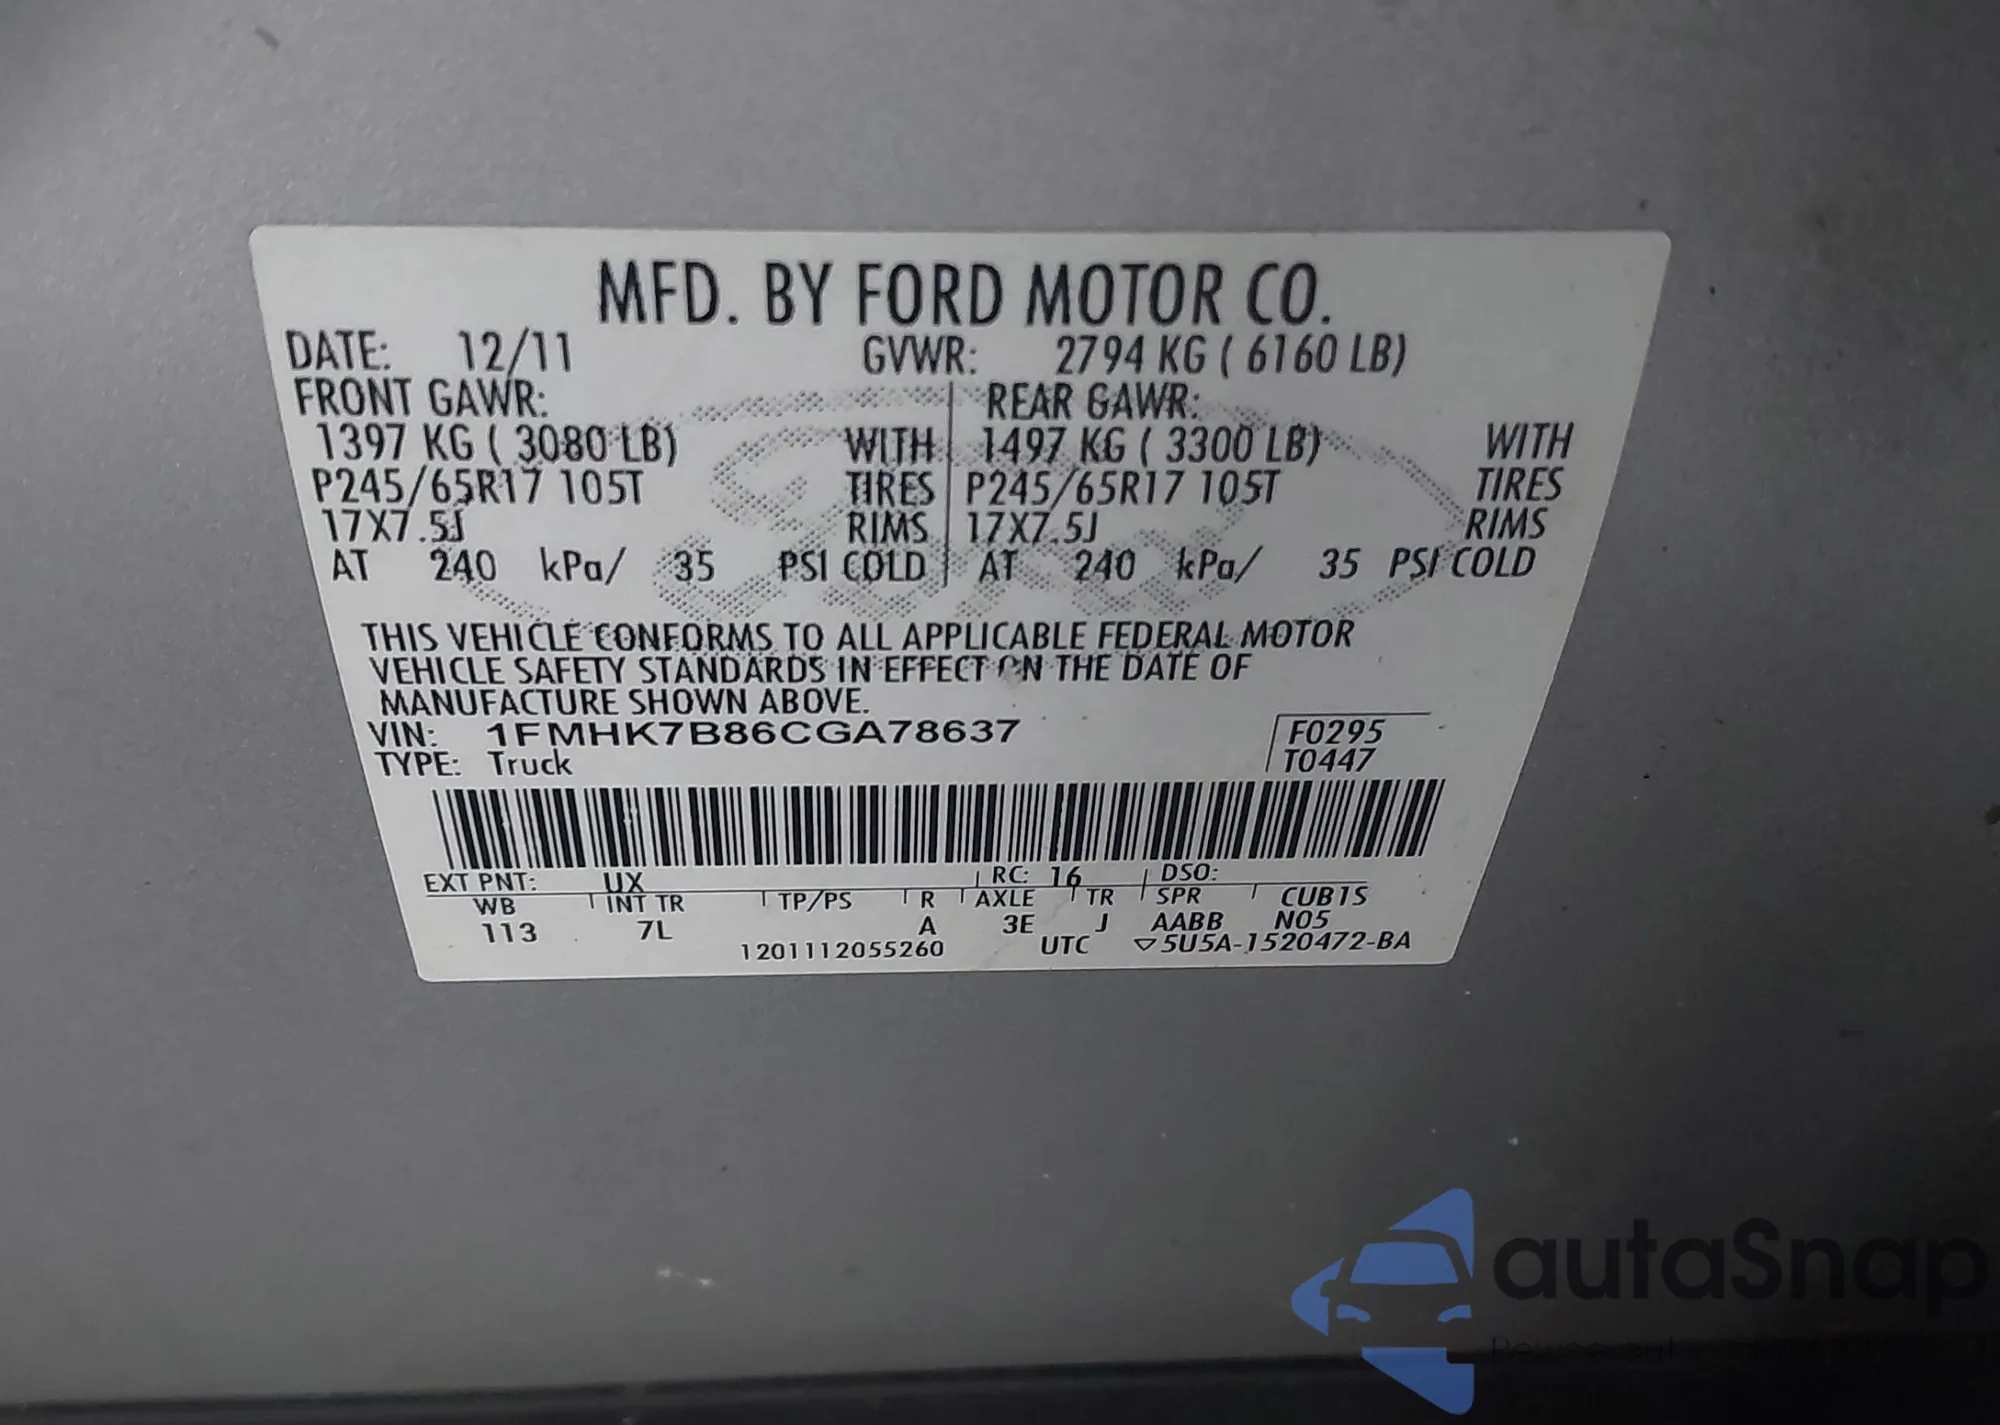 MFD. BY FORD MOTOR CO.
DATE: 12/11 GVWR: 2794 KG ( 6160 LB)
FRONT GAWR: REAR GAWR:
1397 KG ( 3080 LB) WITH 1497 KG ( 3300 LB) WITH
P245/65R17 105T TIRES P245/65R17 105T TIRES
17X7.5J RIMS 17X7.5J RIMS
AT 240 kPa/ 35 PSI COLD AT 240 kPa/ 35 PSI COLD
THIS VEHICLE CONFORMS TO ALL APPLICABLE FEDERAL MOTOR
VEHICLE SAFETY STANDARDS IN EFFECT ON THE DATE OF
MANUFACTURE SHOWN ABOVE.
VIN: 1FMHK7B86CGA78637 F0295
TYPE: Truck T0447
EXT PNT: UX RC: 16 DSO:
WB INT TR TP/PS R AXLE TR SPR CUB1S
113 7L A 3E J AABB N05
1201112055260 UTC ▽5U5A-1520472-BA
autaSnap